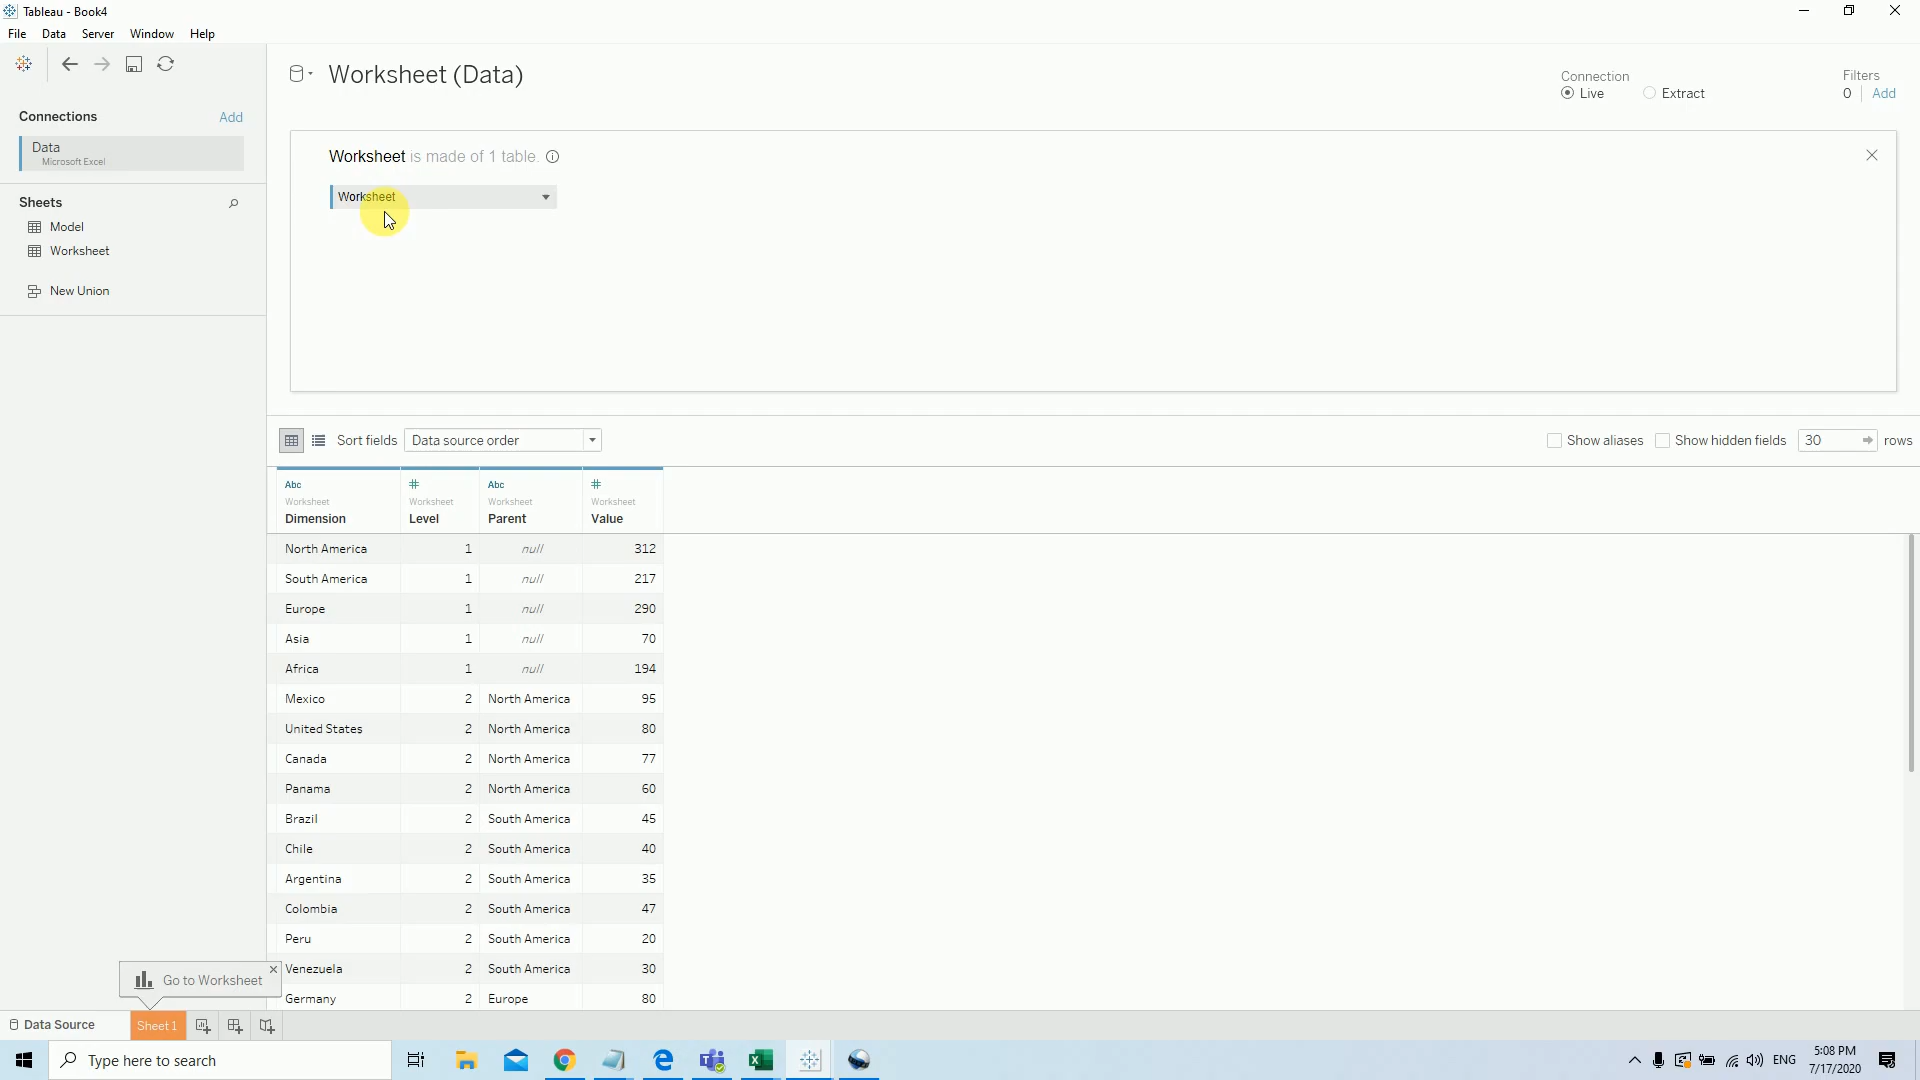 Tableau - Book4
File Data Server Window Help
Connections Add
Data
Microsoft Excel
Sheets
Model
Worksheet
New Union
Worksheet (Data)
Connection
Live Extract
Filters
0 Add
Worksheet is made of 1 table.
Worksheet
Sort fields Data source order
Show aliases Show hidden fields 30 rows
Abc # Abc #
Worksheet Worksheet Worksheet Worksheet
Dimension Level Parent Value
North America 1 null 312
South America 1 null 217
Europe 1 null 290
Asia 1 null 70
Africa 1 null 194
Mexico 2 North America 95
United States 2 North America 80
Canada 2 North America 77
Panama 2 North America 60
Brazil 2 South America 45
Chile 2 South America 40
Argentina 2 South America 35
Colombia 2 South America 47
Peru 2 South America 20
Venezuela 2 South America 30
Germany 2 Europe 80
Go to Worksheet
Data Source Sheet 1
Type here to search
ENG
5:08 PM
7/17/2020